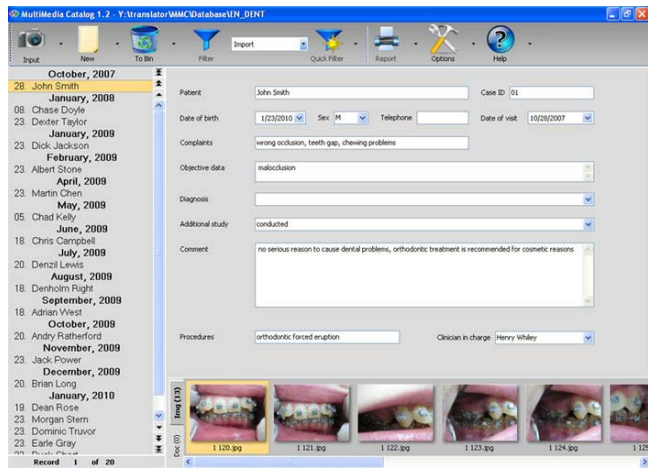 MultiMedia Catalog 1.2 - Y:\translator\MMC\Database\EN_DENT
Input
New
To Bin
Filter
Import
Quick Filter
Report
Options
Help
October, 2007
28. John Smith
January, 2008
08. Chase Doyle
23. Dexter Taylor
January, 2009
23. Dick Jackson
February, 2009
23. Albert Stone
April, 2009
23. Martin Chen
May, 2009
05. Chad Kelly
June, 2009
18. Chris Campbell
July, 2009
20. Denzil Lewis
August, 2009
18. Denholm Right
September, 2009
18. Adrian West
October, 2009
20. Andry Ratherford
November, 2009
23. Jack Power
December, 2009
20. Brian Long
January, 2010
19. Dean Rose
23. Morgan Stern
23. Dominic Truvor
23. Earle Gray
Record 1 of 20
Patient John Smith Case ID 01
Date of birth 1/23/2010 Sex M Telephone Date of visit 10/28/2007
Complaints wrong occlusion, teeth gap, chewing problems
Objective data malocclusion
Diagnosis
Additional study conducted
Comment no serious reason to cause dental problems, orthodontic treatment is recommended for cosmetic reasons
Procedures orthodontic forced eruption Clinician in charge Henry Whiley
Img (13)
Doc (0)
1 120.jpg
1 121.jpg
1 122.jpg
1 123.jpg
1 124.jpg